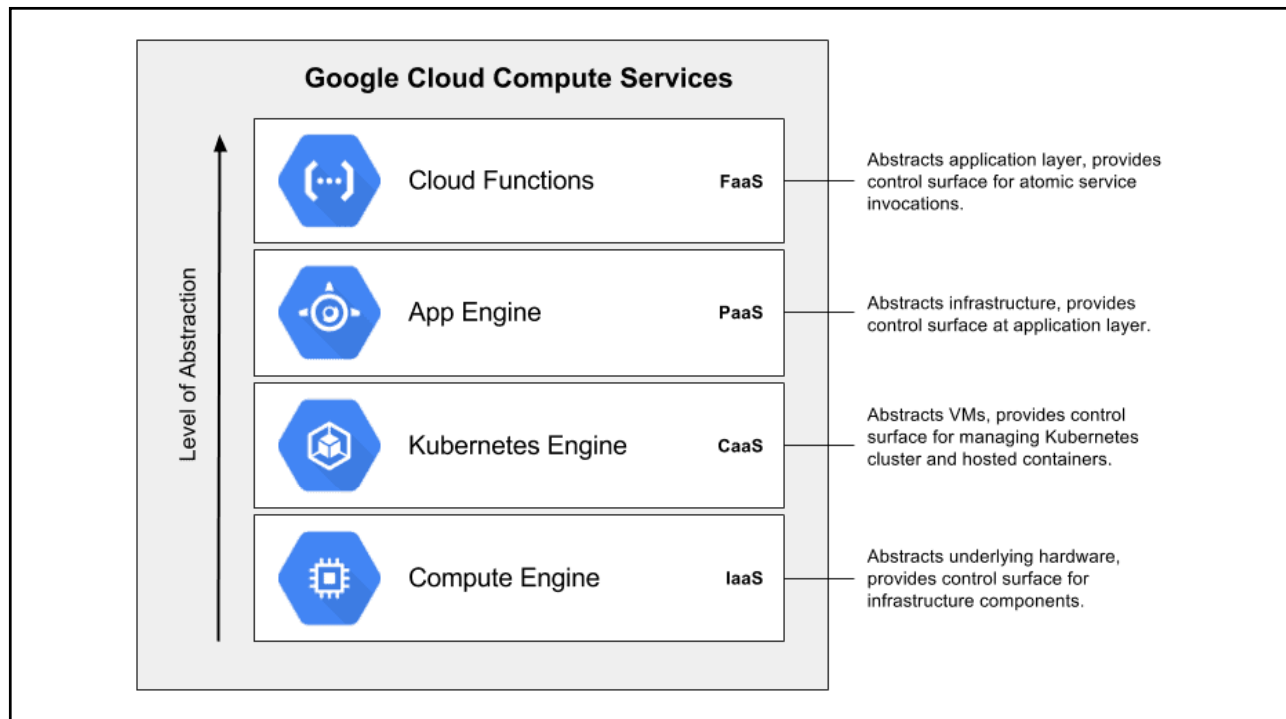 Google Cloud Compute Services
Level of Abstraction
Cloud Functions FaaS
Abstracts application layer, provides
control surface for atomic service
invocations.
App Engine PaaS
Abstracts infrastructure, provides
control surface at application layer.
Kubernetes Engine CaaS
Abstracts VMs, provides control
surface for managing Kubernetes
cluster and hosted containers.
Compute Engine IaaS
Abstracts underlying hardware,
provides control surface for
infrastructure components.